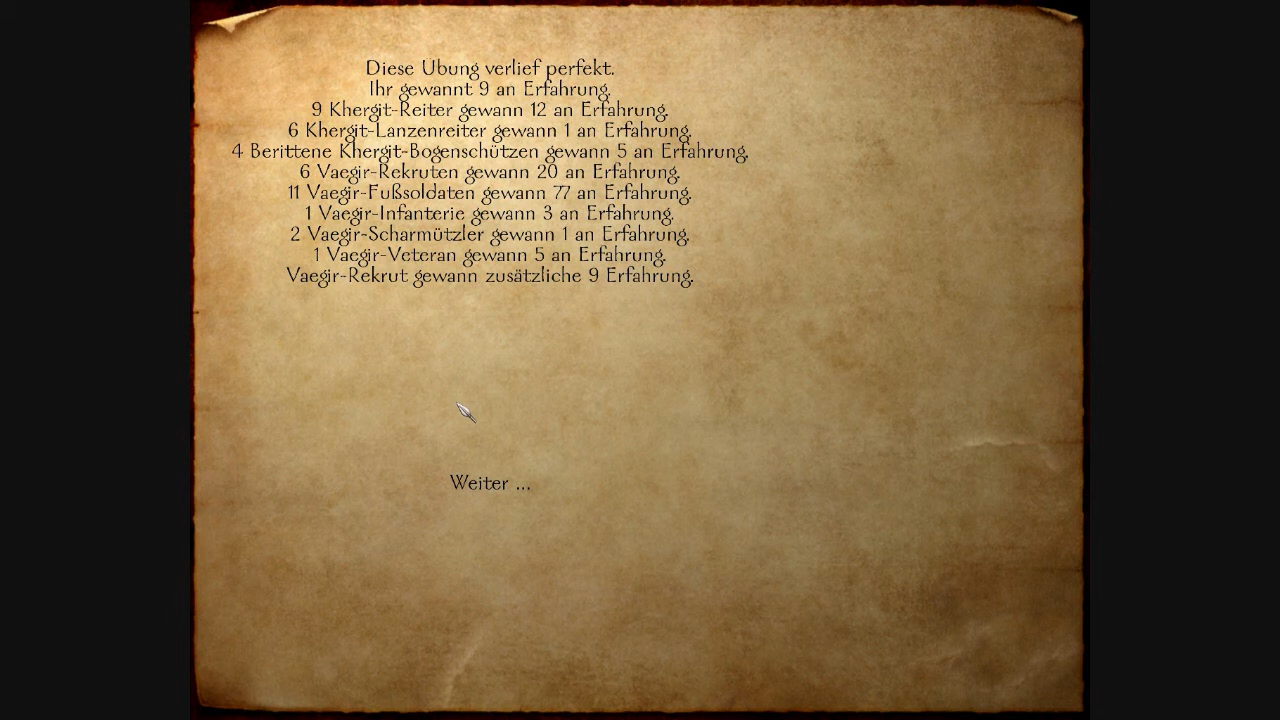 Diese Übung verlief perfekt.
Ihr gewannt 9 an Erfahrung.
9 Khergit-Reiter gewann 12 an Erfahrung.
6 Khergit-Lanzenreiter gewann 1 an Erfahrung.
4 Berittene Khergit-Bogenschützen gewann 5 an Erfahrung.
6 Vaegir-Rekruten gewann 20 an Erfahrung.
11 Vaegir-Fußsoldaten gewann 77 an Erfahrung.
1 Vaegir-Infanterie gewann 3 an Erfahrung.
2 Vaegir-Scharmützler gewann 1 an Erfahrung.
1 Vaegir-Veteran gewann 5 an Erfahrung.
Vaegir-Rekrut gewann zusätzliche 9 Erfahrung.
Weiter ...